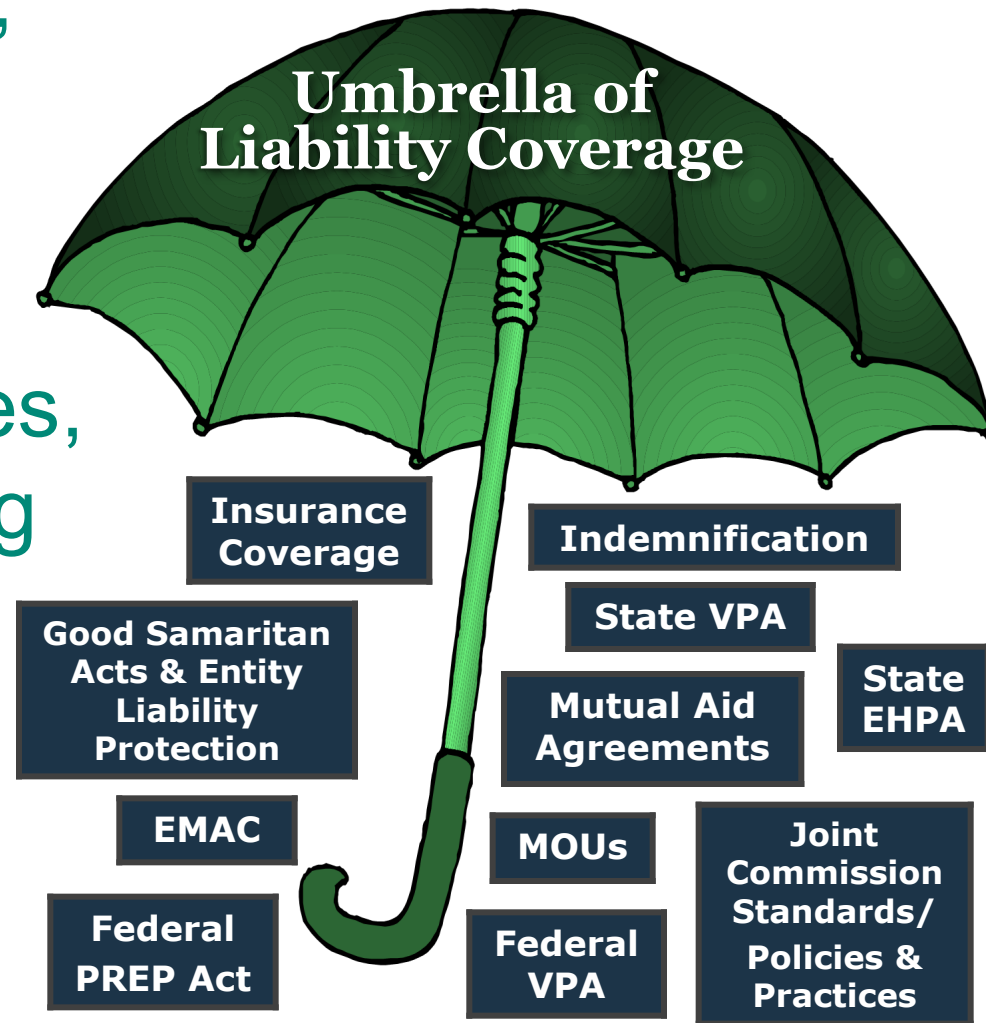 ,
Umbrella of
Liability Coverage
es,
g
Insurance
Coverage
Indemnification
State VPA
Good Samaritan
Acts & Entity
Liability
Protection
State
EHPA
Mutual Aid
Agreements
EMAC
MOUs
Joint
Commission
Standards/
Policies &
Practices
Federal
PREP Act
Federal
VPA